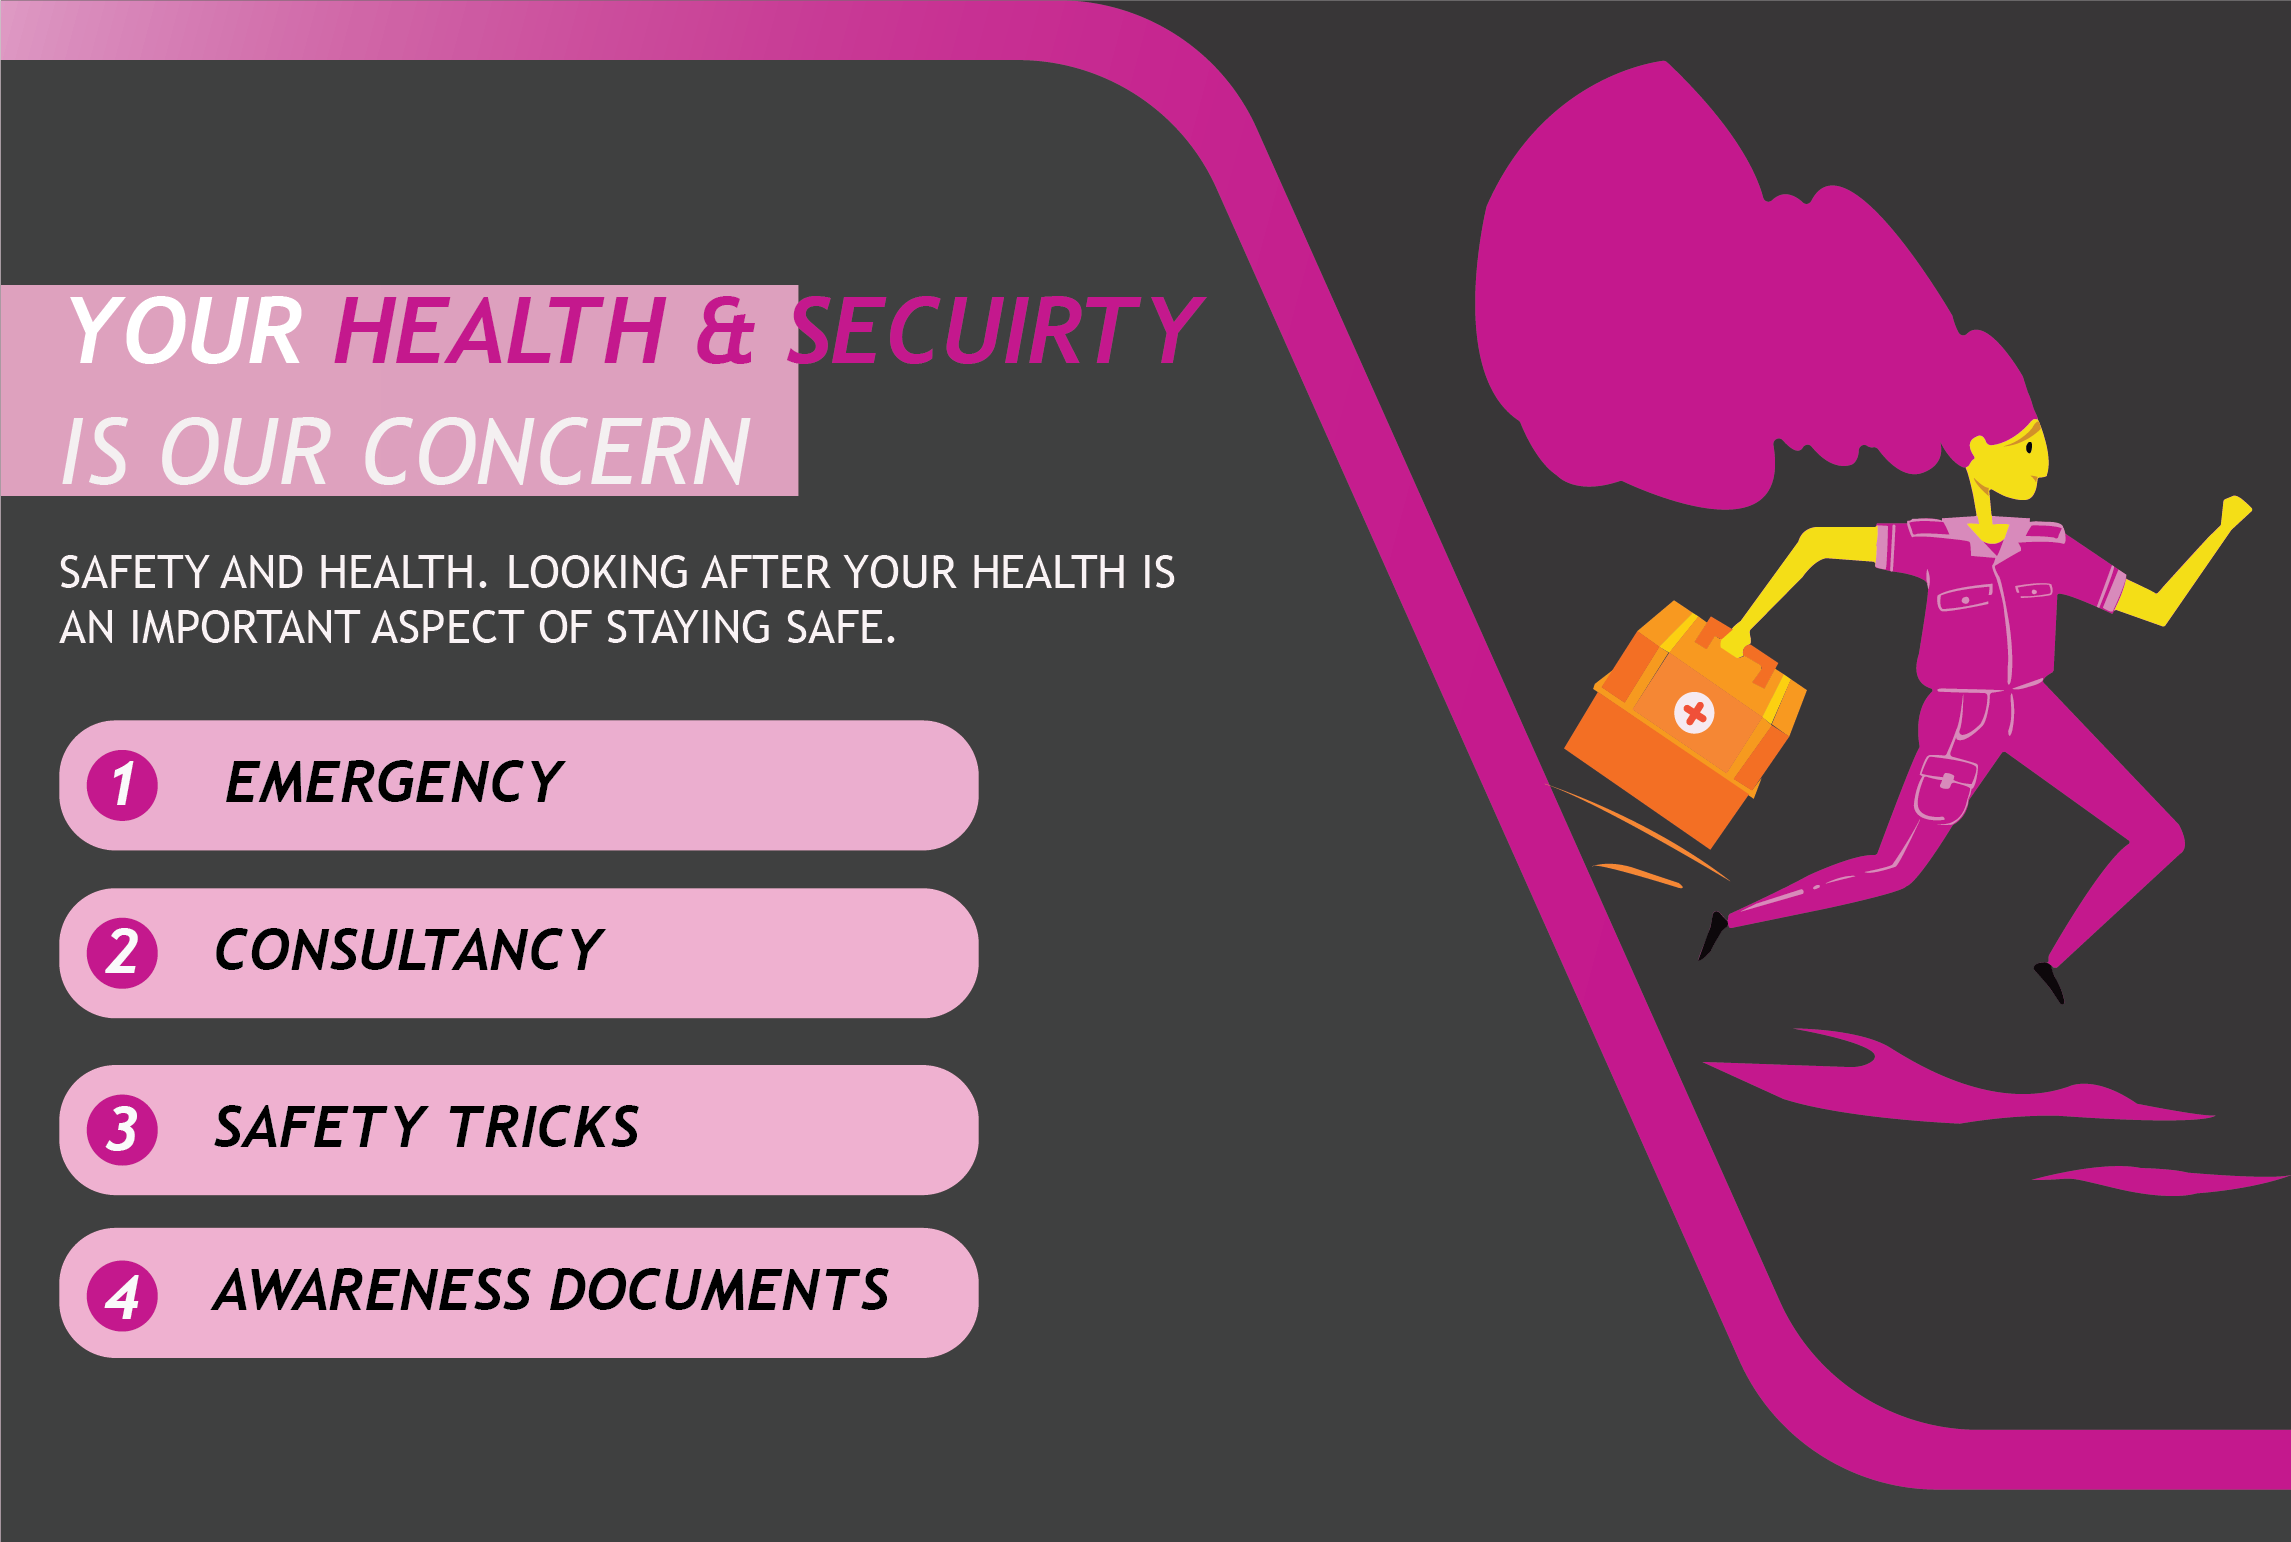 YOUR HEALTH & SECUIRTY
IS OUR CONCERN
SAFETY AND HEALTH. LOOKING AFTER YOUR HEALTH IS
AN IMPORTANT ASPECT OF STAYING SAFE.
1 EMERGENCY
2 CONSULTANCY
3 SAFETY TRICKS
4 AWARENESS DOCUMENTS